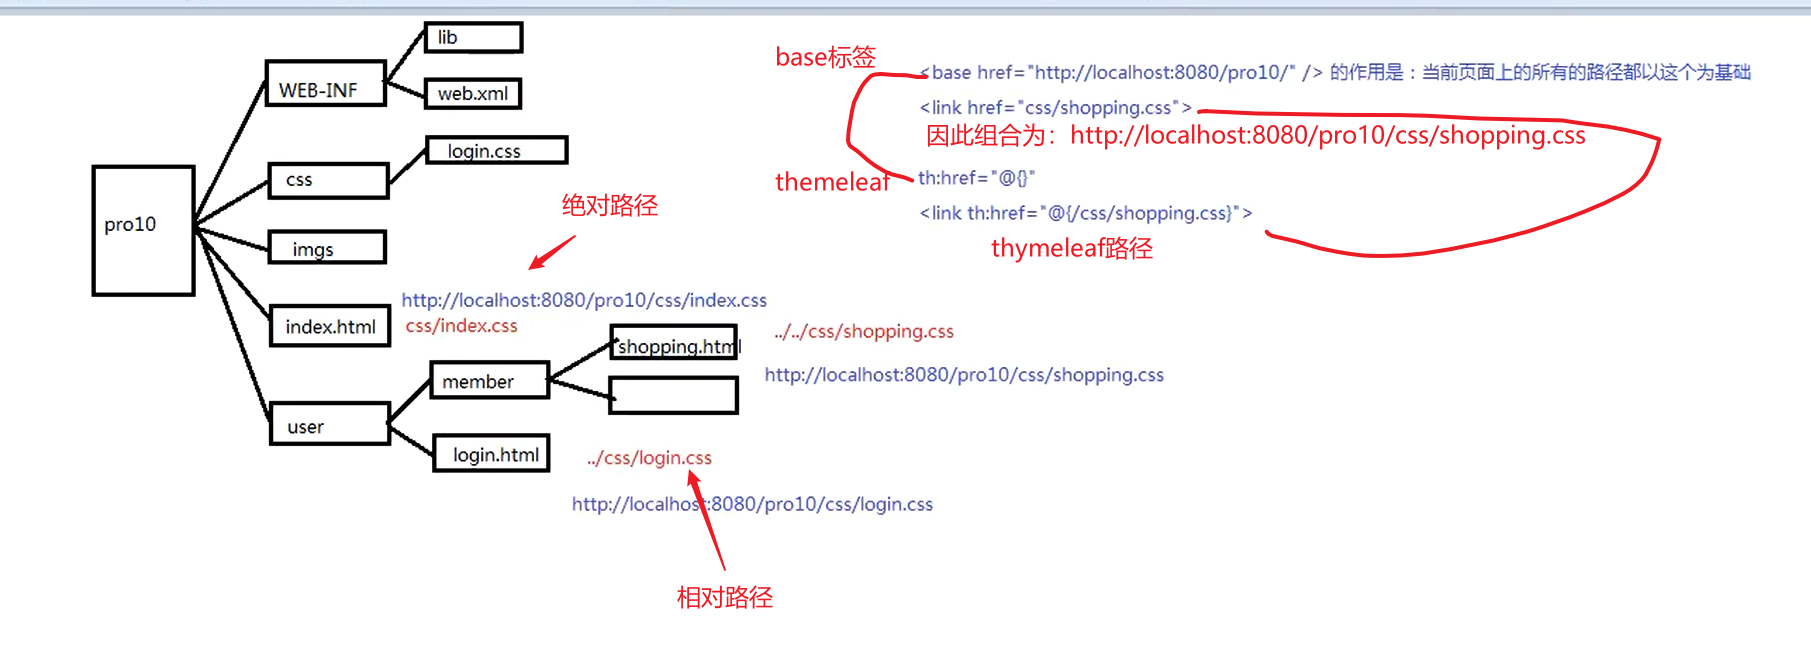 lib
WEB-INF
web.xml
login.css
css
pro10
imgs
绝对路径
http://localhost:8080/pro10/css/index.css
index.html
css/index.css
shopping.html
../../css/shopping.css
member
http://localhost:8080/pro10/css/shopping.css
user
login.html
../css/login.css
http://localhost:8080/pro10/css/login.css
相对路径
base标签
<base href="http://localhost:8080/pro10/" /> 的作用是：当前页面上的所有的路径都以这个为基础
<link href="css/shopping.css">
因此组合为：http://localhost:8080/pro10/css/shopping.css
themeleaf
th:href="@{}"
<link th:href="@{/css/shopping.css}">
thymeleaf路径